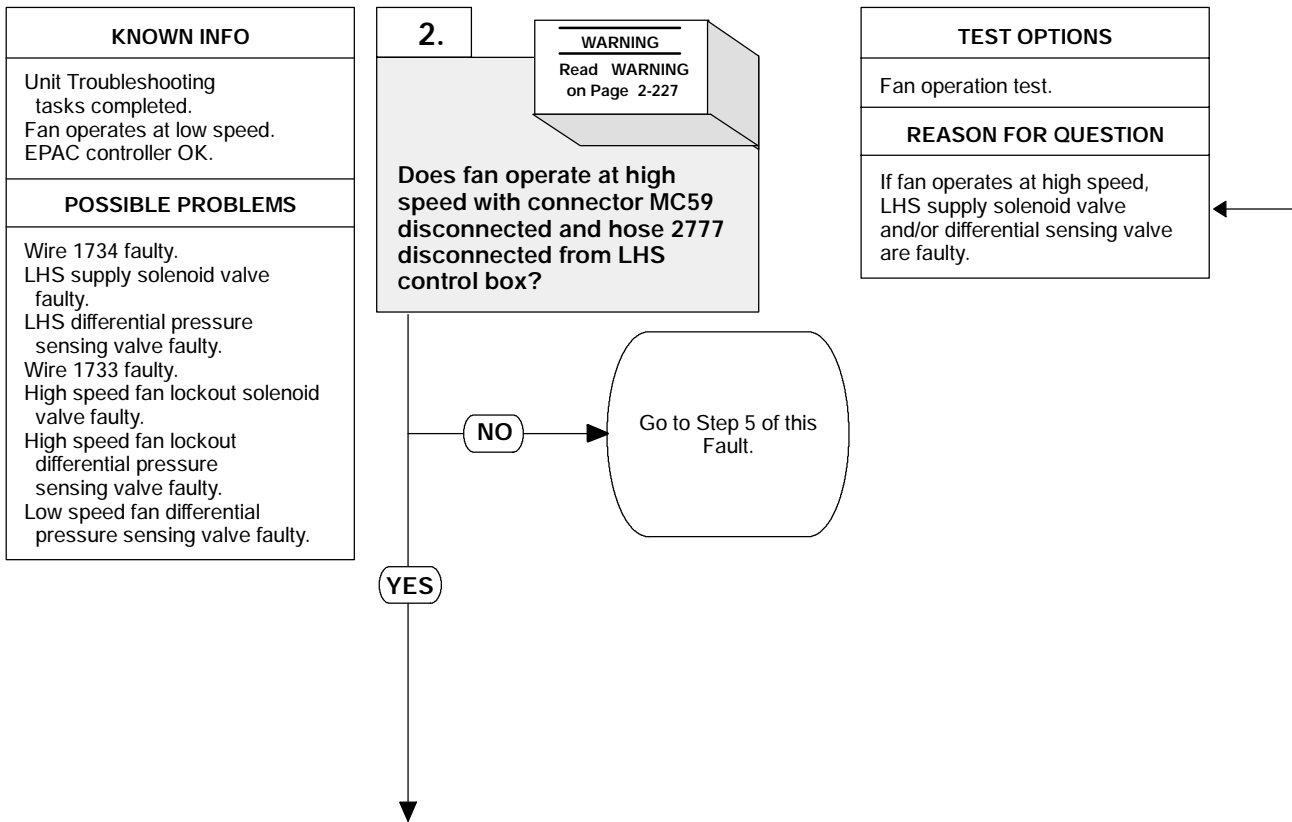 KNOWN INFO
Unit Troubleshooting
tasks completed.
Fan operates at low speed.
EPAC controller OK.
POSSIBLE PROBLEMS
Wire 1734 faulty.
LHS supply solenoid valve
faulty.
LHS differential pressure
sensing valve faulty.
Wire 1733 faulty.
High speed fan lockout solenoid
valve faulty.
High speed fan lockout
differential pressure
sensing valve faulty.
Low speed fan differential
pressure sensing valve faulty.
2.
WARNING
Read WARNING
on Page 2-227
Does fan operate at high
speed with connector MC59
disconnected and hose 2777
disconnected from LHS
control box?
NO
Go to Step 5 of this
Fault.
YES
TEST OPTIONS
Fan operation test.
REASON FOR QUESTION
If fan operates at high speed,
LHS supply solenoid valve
and/or differential sensing valve
are faulty.